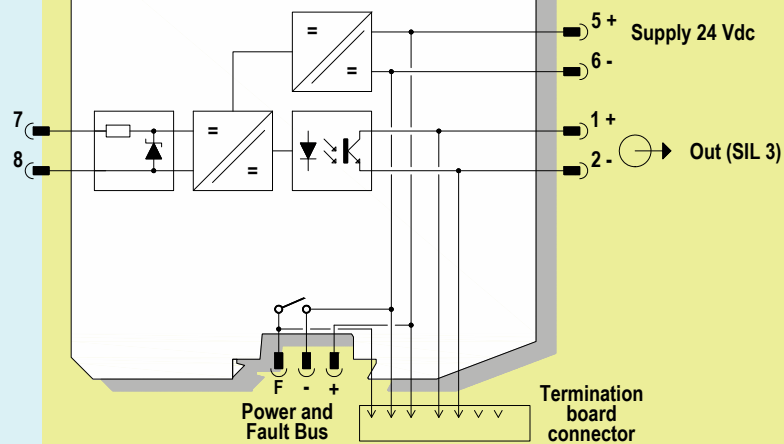 5 +
Supply 24 Vdc
6 -
=
=
7
8
=
=
1 +
2 -
Out (SIL 3)
F - +
Power and
Fault Bus
Termination
board
connector